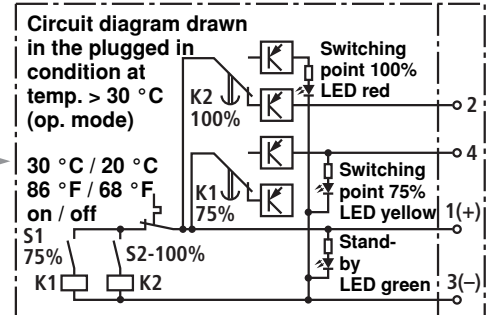 Circuit diagram drawn
in the plugged in
condition at
temp. > 30 °C
(op. mode)
Switching
point 100%
LED red
K2
100%
2
4
30 °C / 20 °C
86 °F / 68 °F
on / off
K1
75%
Switching
point 75%
LED yellow
1(+)
S1
75%
S2-100%
Stand-
by
LED green
K1
K2
3(–)